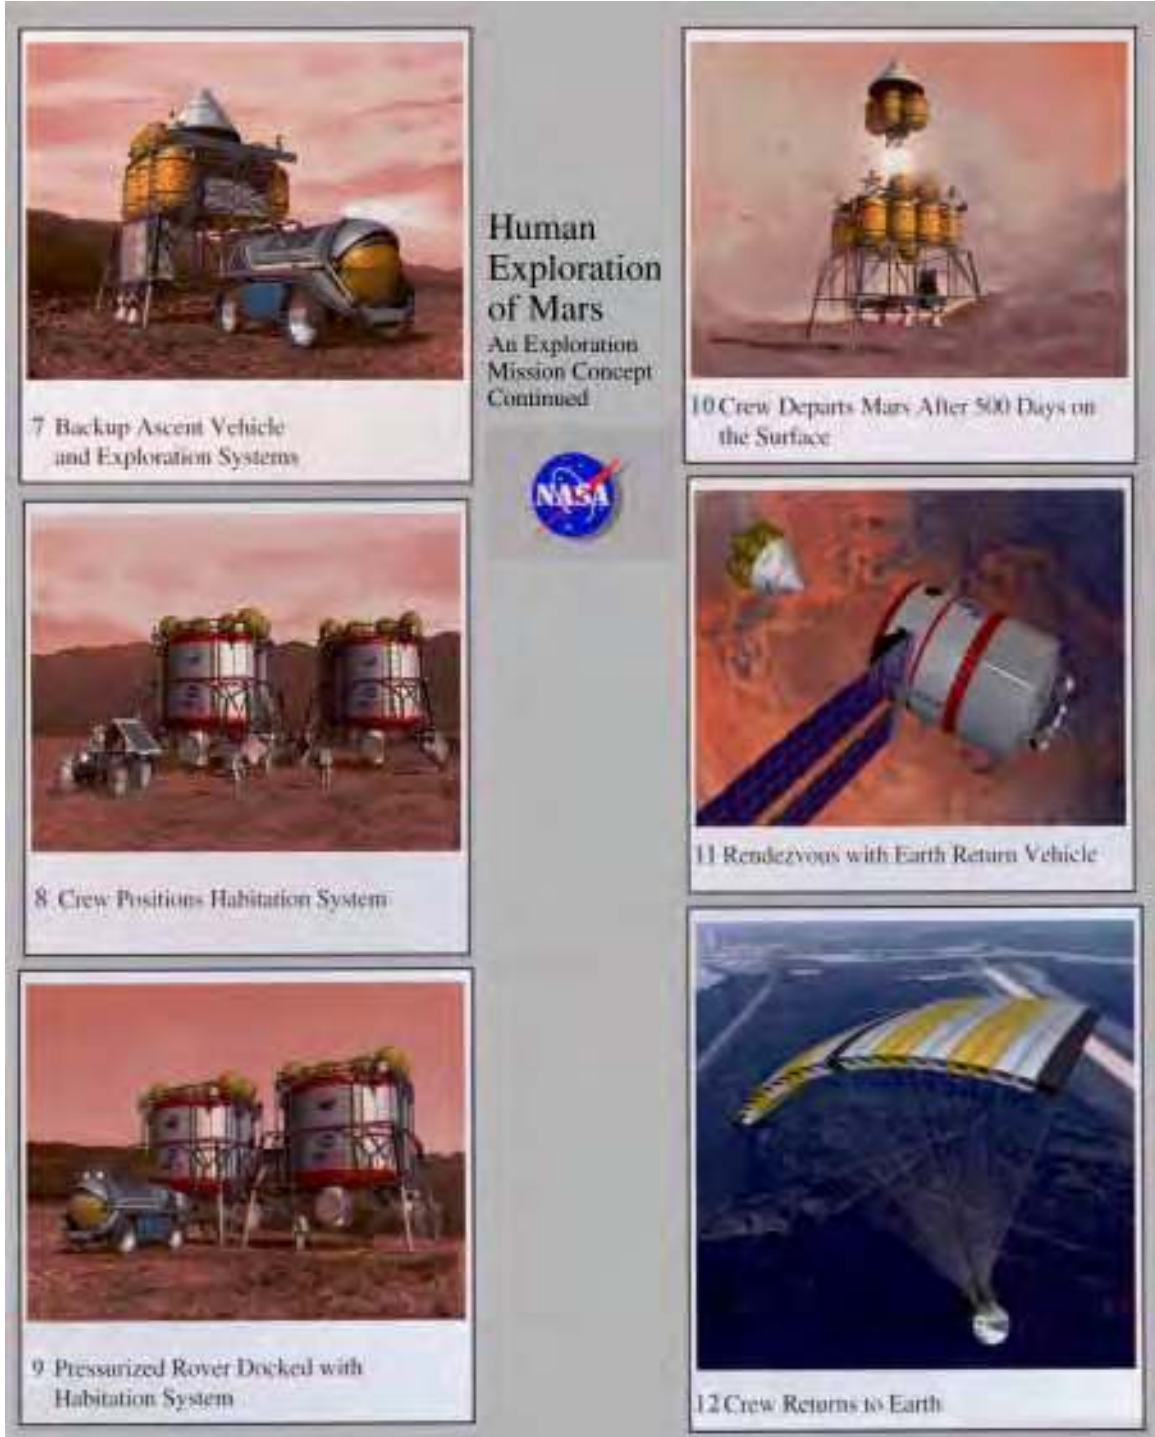 Human
Exploration
of Mars
An Exploration
Mission Concept
Continued
NASA
7 Backup Ascent Vehicle
and Exploration Systems
8 Crew Positions Habitation System
9 Pressurized Rover Docked with
Habitation System
10 Crew Departs Mars After 500 Days on
the Surface
11 Rendezvous with Earth Return Vehicle
12 Crew Returns to Earth